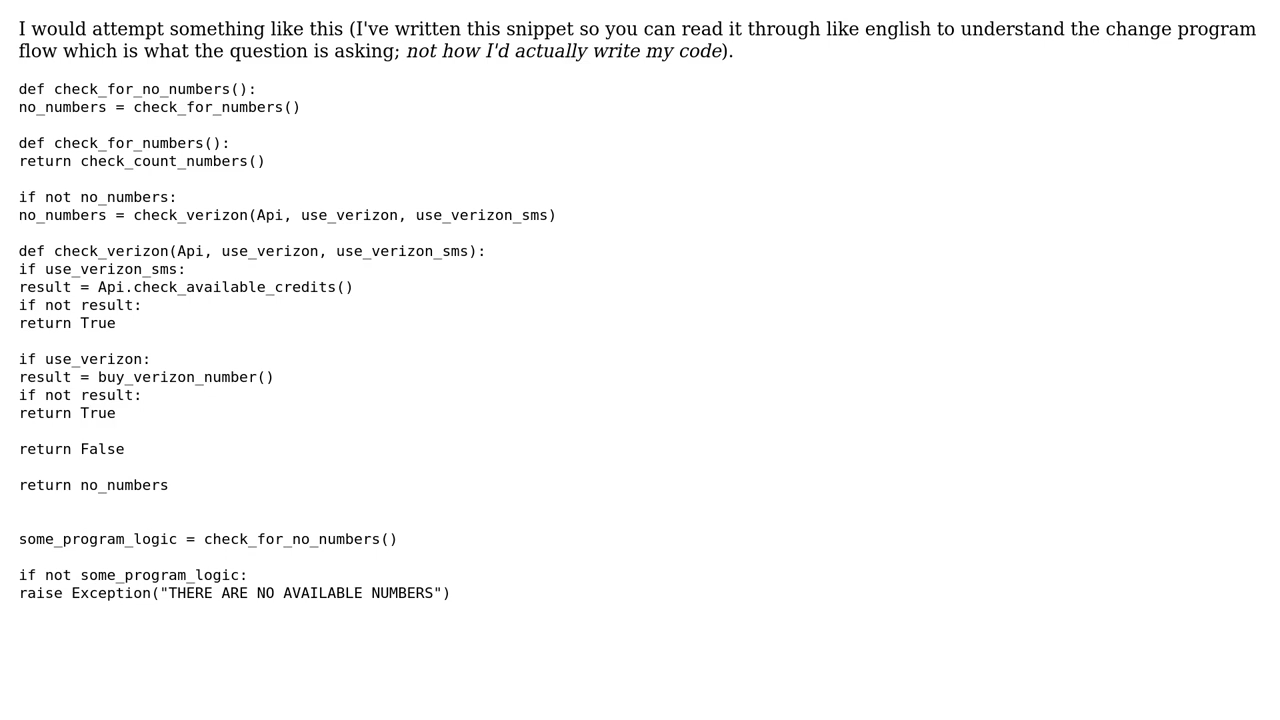 I would attempt something like this (I've written this snippet so you can read it through like english to understand the change program
flow which is what the question is asking; not how I'd actually write my code).
def check_for_no_numbers():
no_numbers = check_for_numbers()
def check_for_numbers():
return check_count_numbers()
if not no_numbers:
no_numbers = check_verizon(Api, use_verizon, use_verizon_sms)
def check_verizon(Api, use_verizon, use_verizon_sms):
if use_verizon_sms:
result = Api.check_available_credits()
if not result:
return True
if use_verizon:
result = buy_verizon_number()
if not result:
return True
return False
return no_numbers
some_program_logic = check_for_no_numbers()
if not some_program_logic:
raise Exception("THERE ARE NO AVAILABLE NUMBERS")